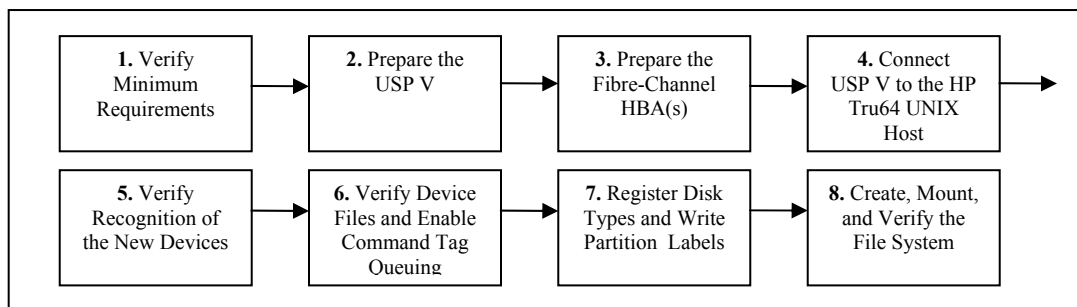 1. Verify
Minimum
Requirements
2. Prepare the
USP V
3. Prepare the
Fibre-Channel
HBA(s)
4. Connect
USP V to the HP
Tru64 UNIX
Host
5. Verify
Recognition of
the New Devices
6. Verify Device
Files and Enable
Command Tag
Queuing
7. Register Disk
Types and Write
Partition Labels
8. Create, Mount,
and Verify the
File System